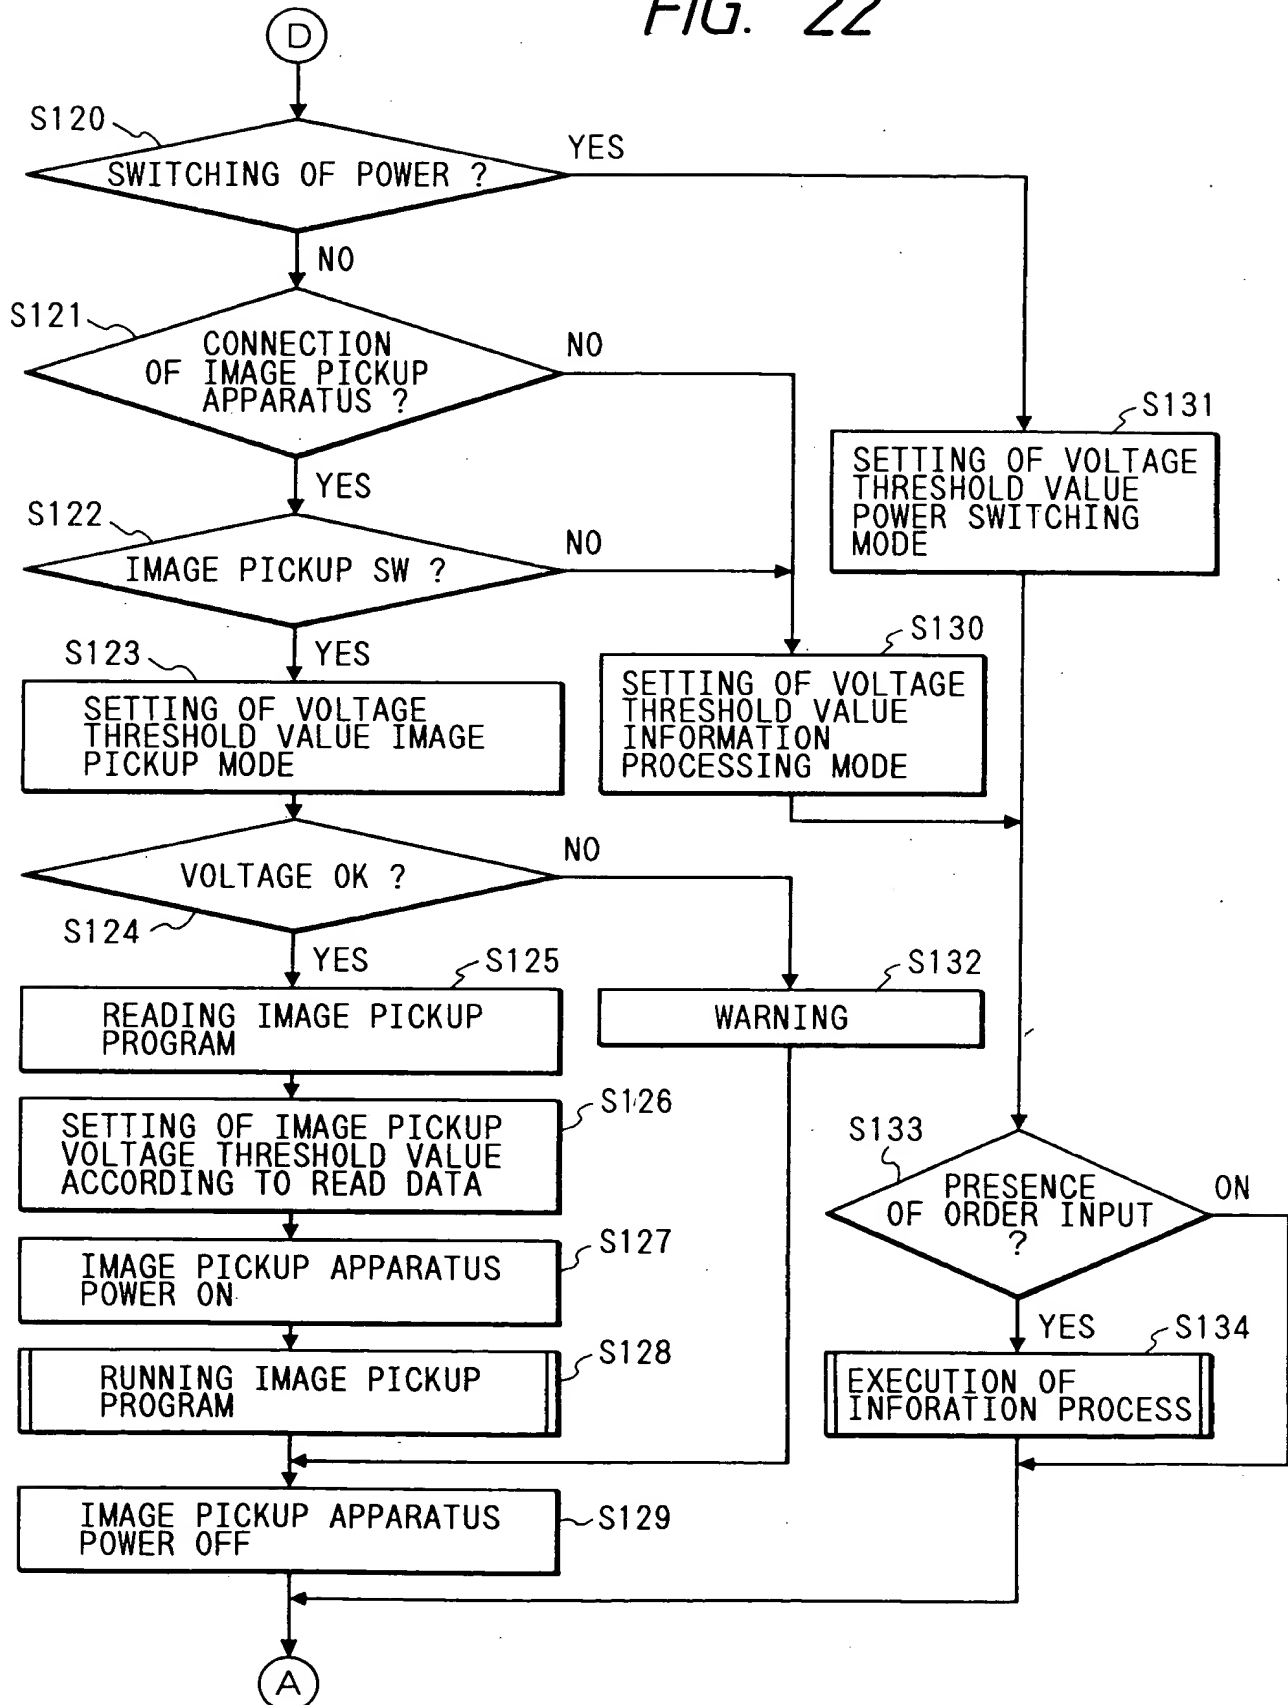 FIG. 22
D
S120
SWITCHING OF POWER ?
YES
NO
S121
CONNECTION
OF IMAGE PICKUP
APPARATUS ?
NO
YES
S131
SETTING OF VOLTAGE
THRESHOLD VALUE
POWER SWITCHING
MODE
S122
IMAGE PICKUP SW ?
NO
YES
S123
SETTING OF VOLTAGE
THRESHOLD VALUE IMAGE
PICKUP MODE
S130
SETTING OF VOLTAGE
THRESHOLD VALUE
INFORMATION
PROCESSING MODE
VOLTAGE OK ?
NO
S124
YES
S125
READING IMAGE PICKUP
PROGRAM
S132
WARNING
S126
SETTING OF IMAGE PICKUP
VOLTAGE THRESHOLD VALUE
ACCORDING TO READ DATA
S133
PRESENCE
OF ORDER INPUT
?
ON
YES
S127
IMAGE PICKUP APPARATUS
POWER ON
S128
RUNNING IMAGE PICKUP
PROGRAM
S134
EXECUTION OF
INFORATION PROCESS
IMAGE PICKUP APPARATUS
POWER OFF
S129
A